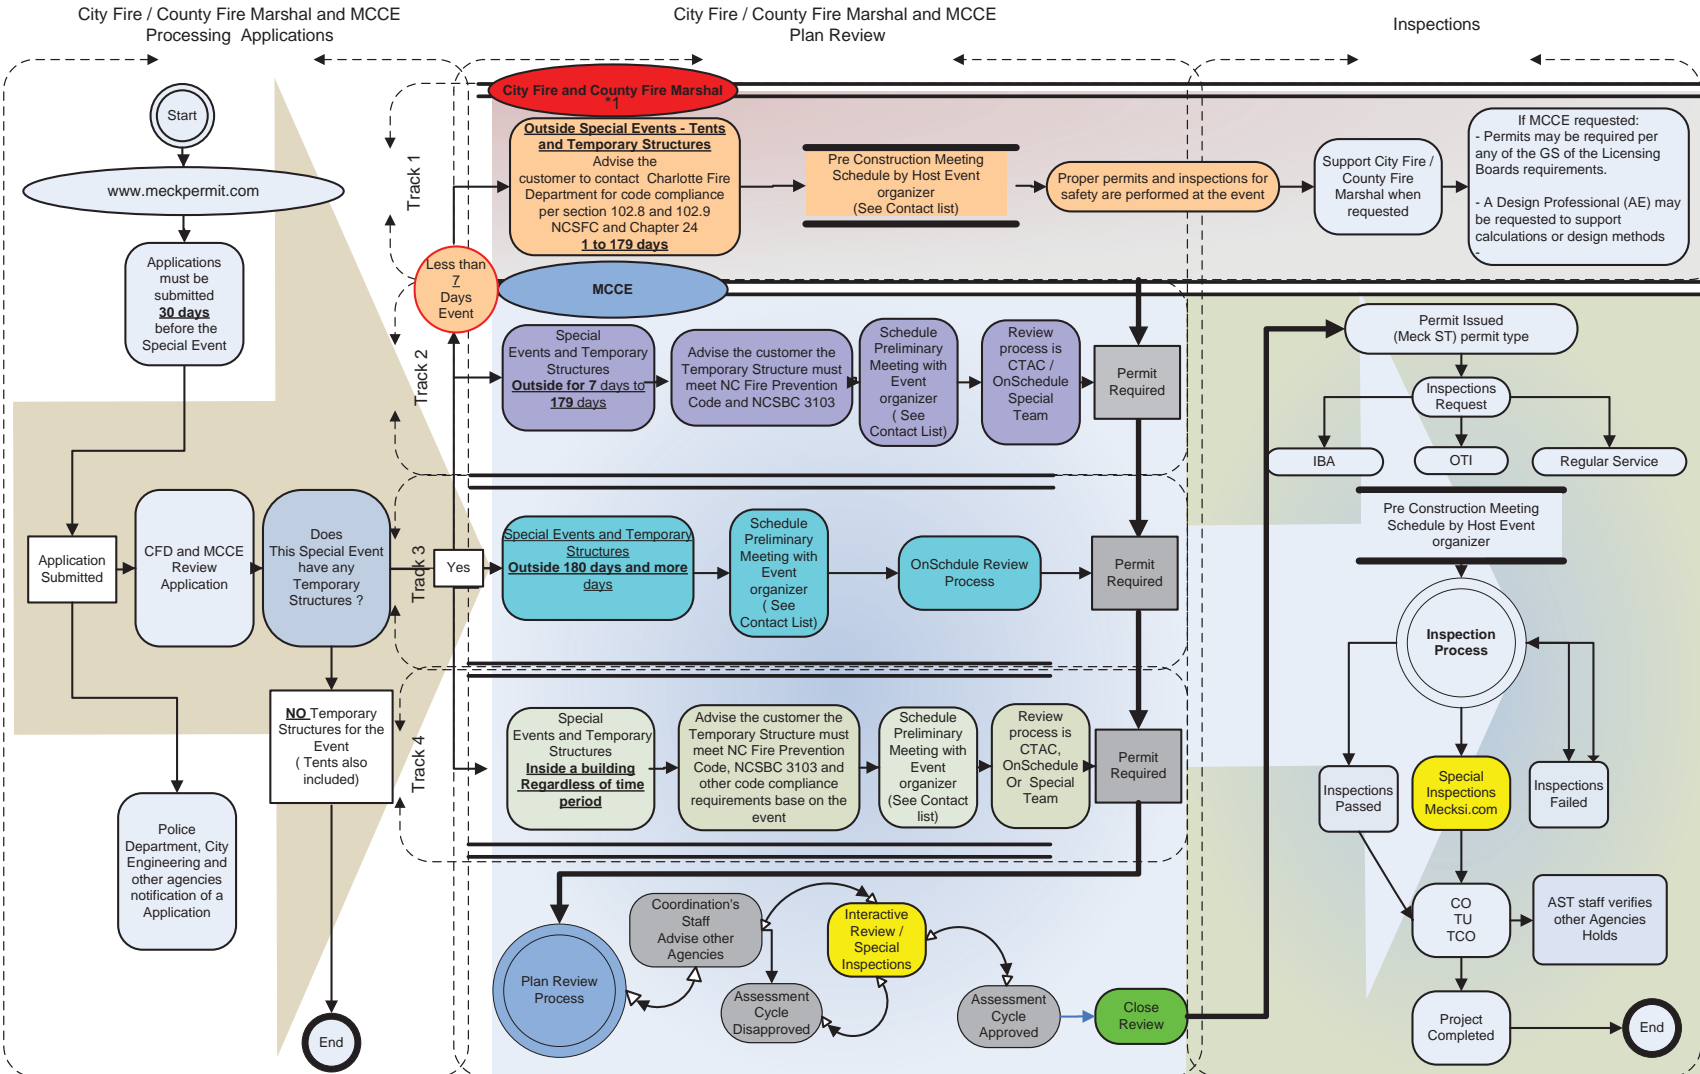 City Fire / County Fire Marshal and MCCE
Processing Applications
City Fire / County Fire Marshal and MCCE
Plan Review
Inspections
Start
www.meckpermit.com
Applications
must be
submitted
30 days
before the
Special Event
Application
Submitted
CFD and MCCE
Review
Application
Does
This Special Event
have any
Temporary
Structures ?
Yes
NO Temporary
Structures for the
Event
( Tents also
included)
Police
Department, City
Engineering and
other agencies
notification of a
Application
End
Less than
7
Days
Event
Track 1
City Fire and County Fire Marshal
*1
Outside Special Events - Tents
and Temporary Structures
Advise the
customer to contact Charlotte Fire
Department for code compliance
per section 102.8 and 102.9
NCSFC and Chapter 24
1 to 179 days
Pre Construction Meeting
Schedule by Host Event
organizer
(See Contact list)
Proper permits and inspections for
safety are performed at the event
Support City Fire /
County Fire
Marshal when
requested
If MCCE requested:
- Permits may be required per
any of the GS of the Licensing
Boards requirements.
- A Design Professional (AE) may
be requested to support
calculations or design methods
-
MCCE
Track 2
Special
Events and Temporary
Structures
Outside for 7 days to
179 days
Advise the customer the
Temporary Structure must
meet NC Fire Prevention
Code and NCSBC 3103
Schedule
Preliminary
Meeting with
Event
organizer
( See
Contact List)
Review
process is
CTAC /
OnSchedule
Special
Team
Permit
Required
Track 3
Special Events and Temporary
Structures
Outside 180 days and more
days
Schedule
Preliminary
Meeting with
Event
organizer
( See
Contact List)
OnSchdule Review
Process
Permit
Required
Track 4
Special
Events and Temporary
Structures
Inside a building
Regardless of time
period
Advise the customer the
Temporary Structure must
meet NC Fire Prevention
Code, NCSBC 3103 and
other code compliance
requirements base on the
event
Schedule
Preliminary
Meeting with
Event
organizer
(See Contact
list)
Review
process is
CTAC,
OnSchedule
Or Special
Team
Permit
Required
Plan Review
Process
Coordination's
Staff
Advise other
Agencies
Assessment
Cycle
Disapproved
Interactive
Review /
Special
Inspections
Assessment
Cycle
Approved
Close
Review
Permit Issued
(Meck ST) permit type
Inspections
Request
IBA
OTI
Regular Service
Pre Construction Meeting
Schedule by Host Event
organizer
Inspection
Process
Inspections
Passed
Special
Inspections
Mecksi.com
Inspections
Failed
CO
TU
TCO
AST staff verifies
other Agencies
Holds
Project
Completed
End